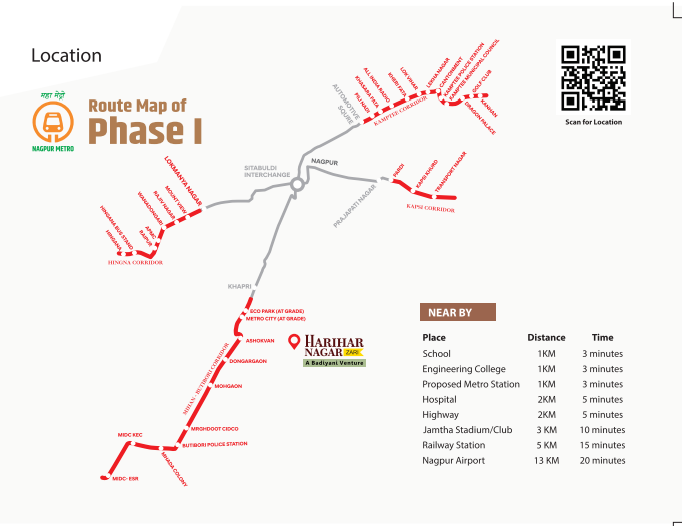 Location
महा मेट्रो
NAGPUR METRO
Route Map of
Phase I
Scan for Location
AUTOMOTIVE
SQURE
PILI NADI
KHASARA FATA
ALL INDIA RADIO
KHEIRI FATA
LOK VIHAR
LEKHA NAGAR
CANTONMENT
KAMPTEE POLICE STATION
KAMPTEE MUNICIPAL COUNCIL
GOLF CLUB
KANHAN
DRAGON PALACE
KAMPTEE CORRIDOR
SITABULDI
INTERCHANGE
NAGPUR
PRAJAPATI NAGAR
PARDI
KAPSI KHURD
TRANSPORT NAGAR
KAPSI CORRIDOR
LOKMANYA NAGAR
MOUNT VIEW
RAJIV NAGAR
WANADONGARI
APMC
RAIPUR
HINGANA BUS STAND
HINGANA
HINGNA CORRIDOR
KHAPRI
ECO PARK (AT GRADE)
METRO CITY (AT GRADE)
ASHOKVAN
DONGARGAON
MOHGAON
MIHAN - BUTIBORI CORRIDOR
MRGHDOOT CIDCO
BUTIBORI POLICE STATION
MHADA COLONY
MIDC KEC
MIDC- ESR
HARIHAR
NAGAR ZARI
A Badiyani Venture
NEAR BY
Place Distance Time
School 1KM 3 minutes
Engineering College 1KM 3 minutes
Proposed Metro Station 1KM 3 minutes
Hospital 2KM 5 minutes
Highway 2KM 5 minutes
Jamtha Stadium/Club 3 KM 10 minutes
Railway Station 5 KM 15 minutes
Nagpur Airport 13 KM 20 minutes